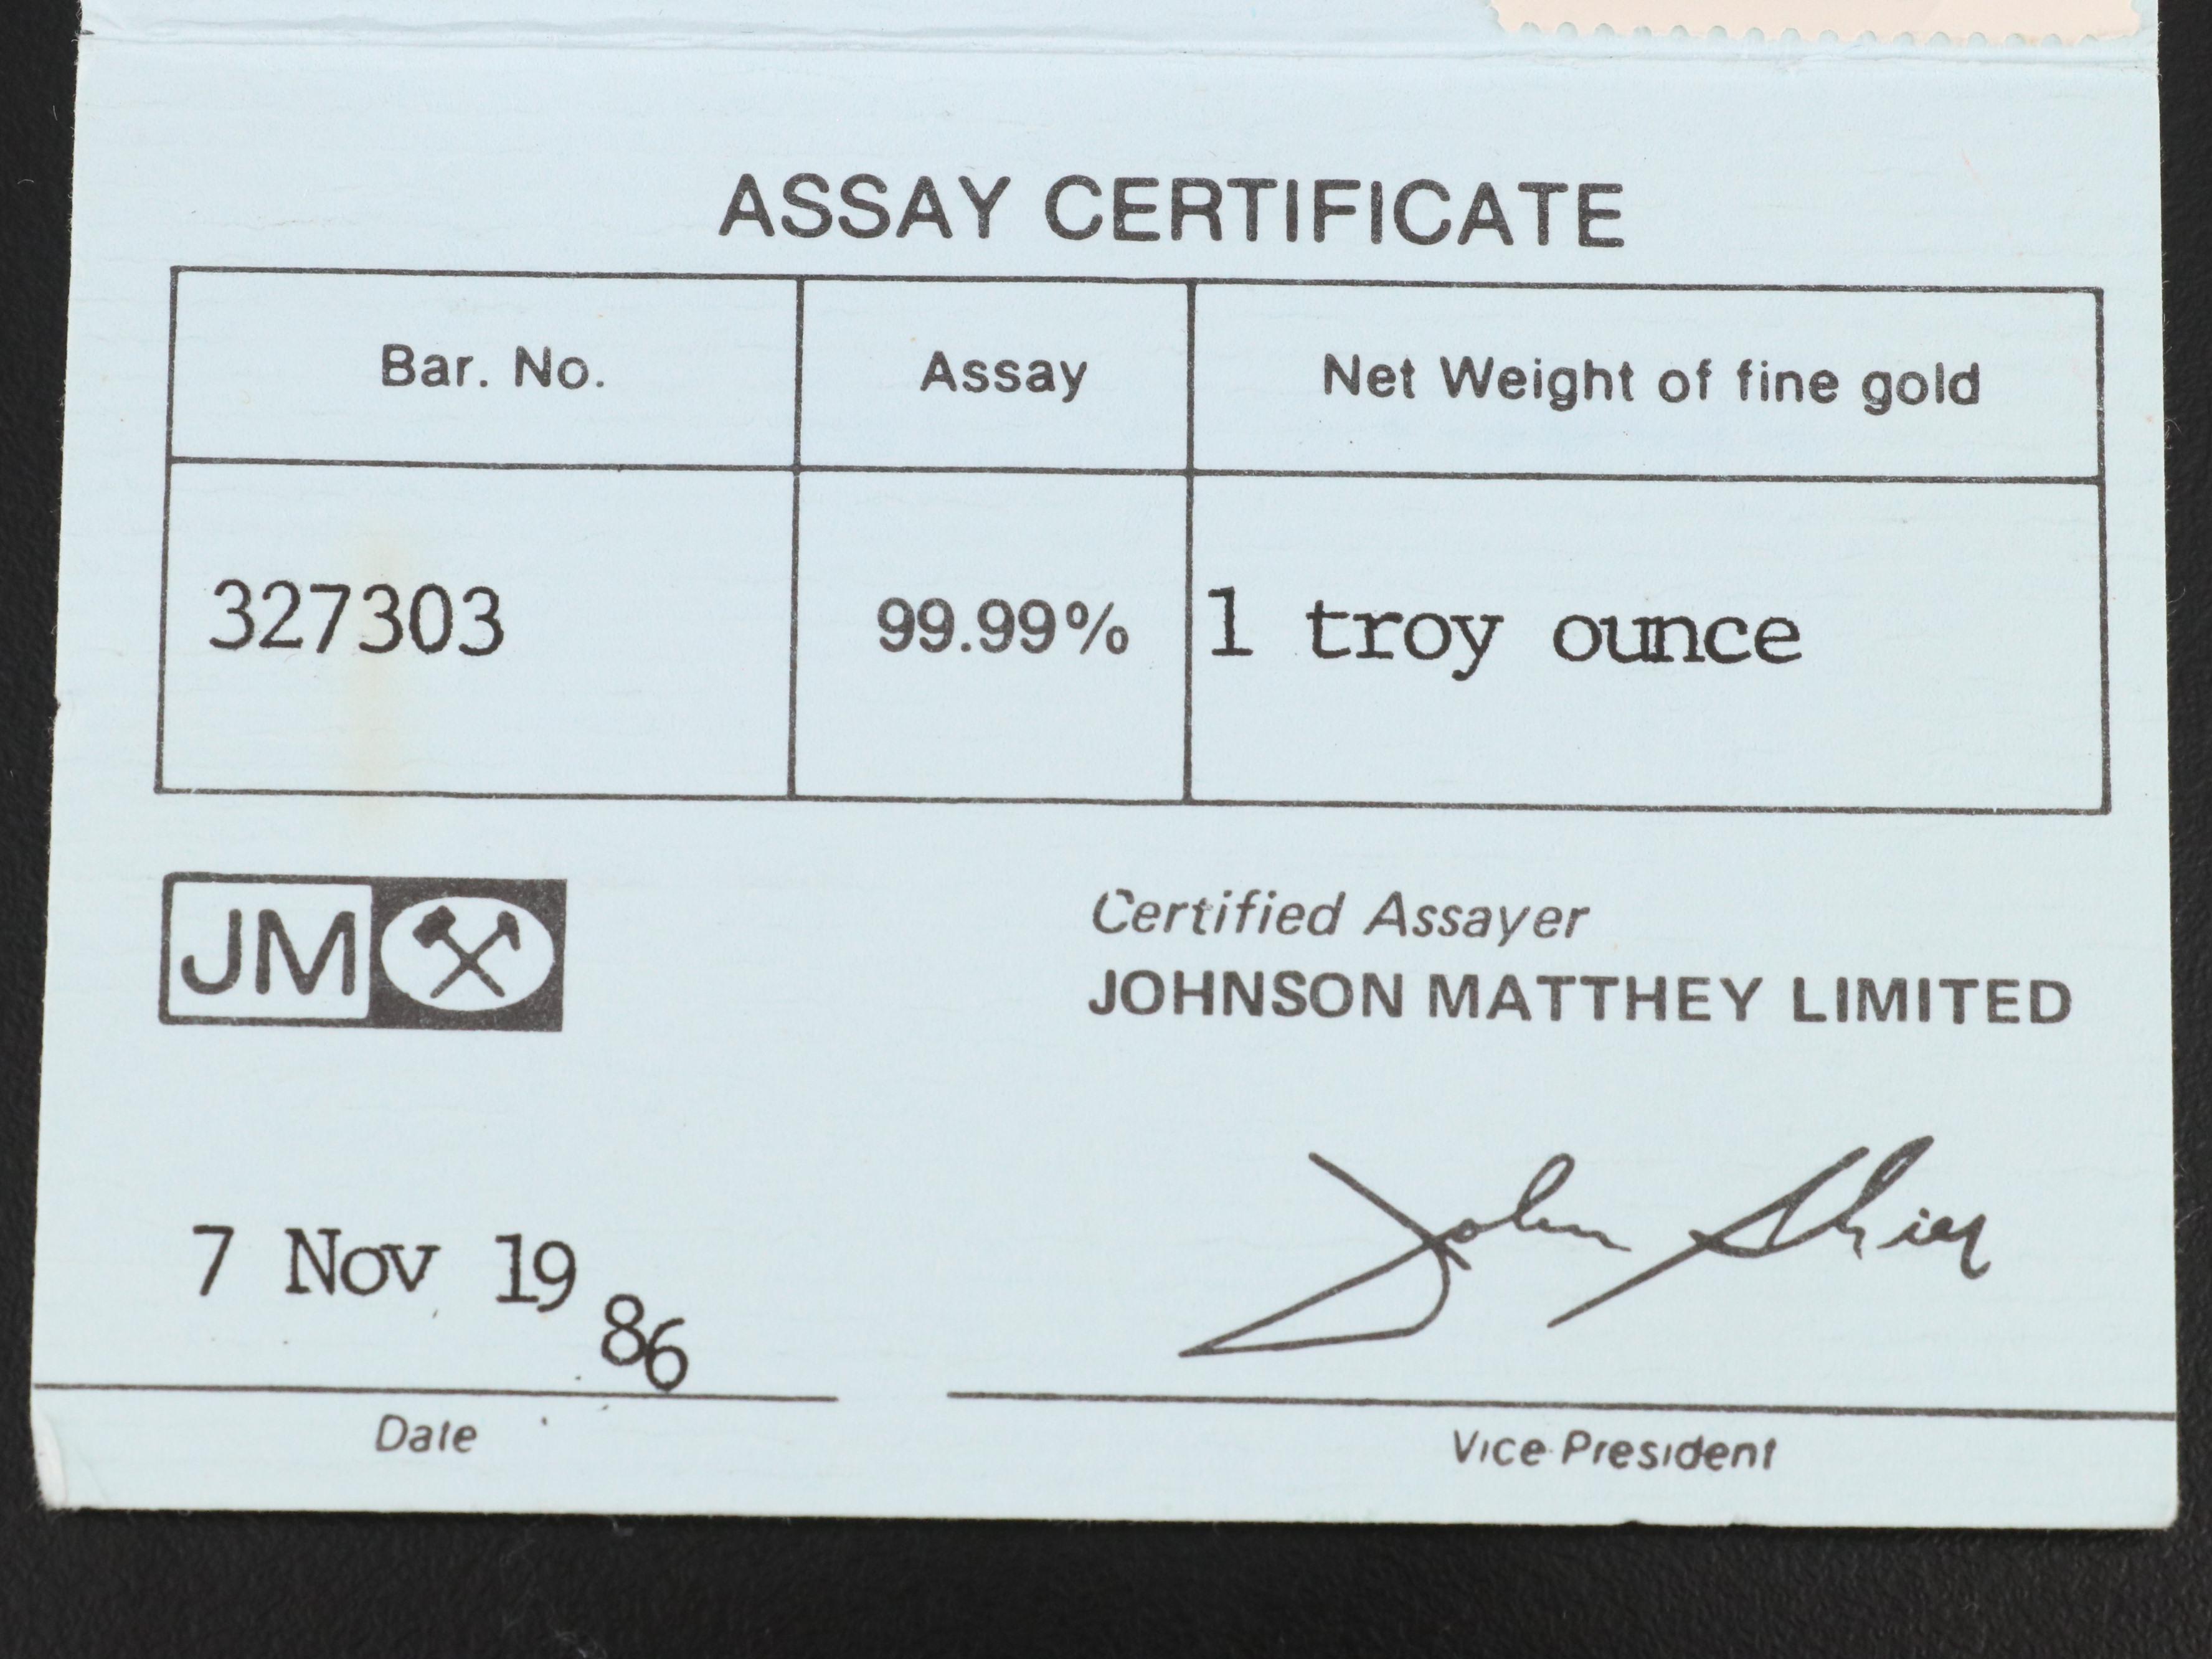 ASSAY CERTIFICATE
Bar. No. Assay Net Weight of fine gold
327303 99.99% 1 troy ounce
JM
Certified Assayer
JOHNSON MATTHEY LIMITED
7 Nov 19 86
John
Date
Vice-President